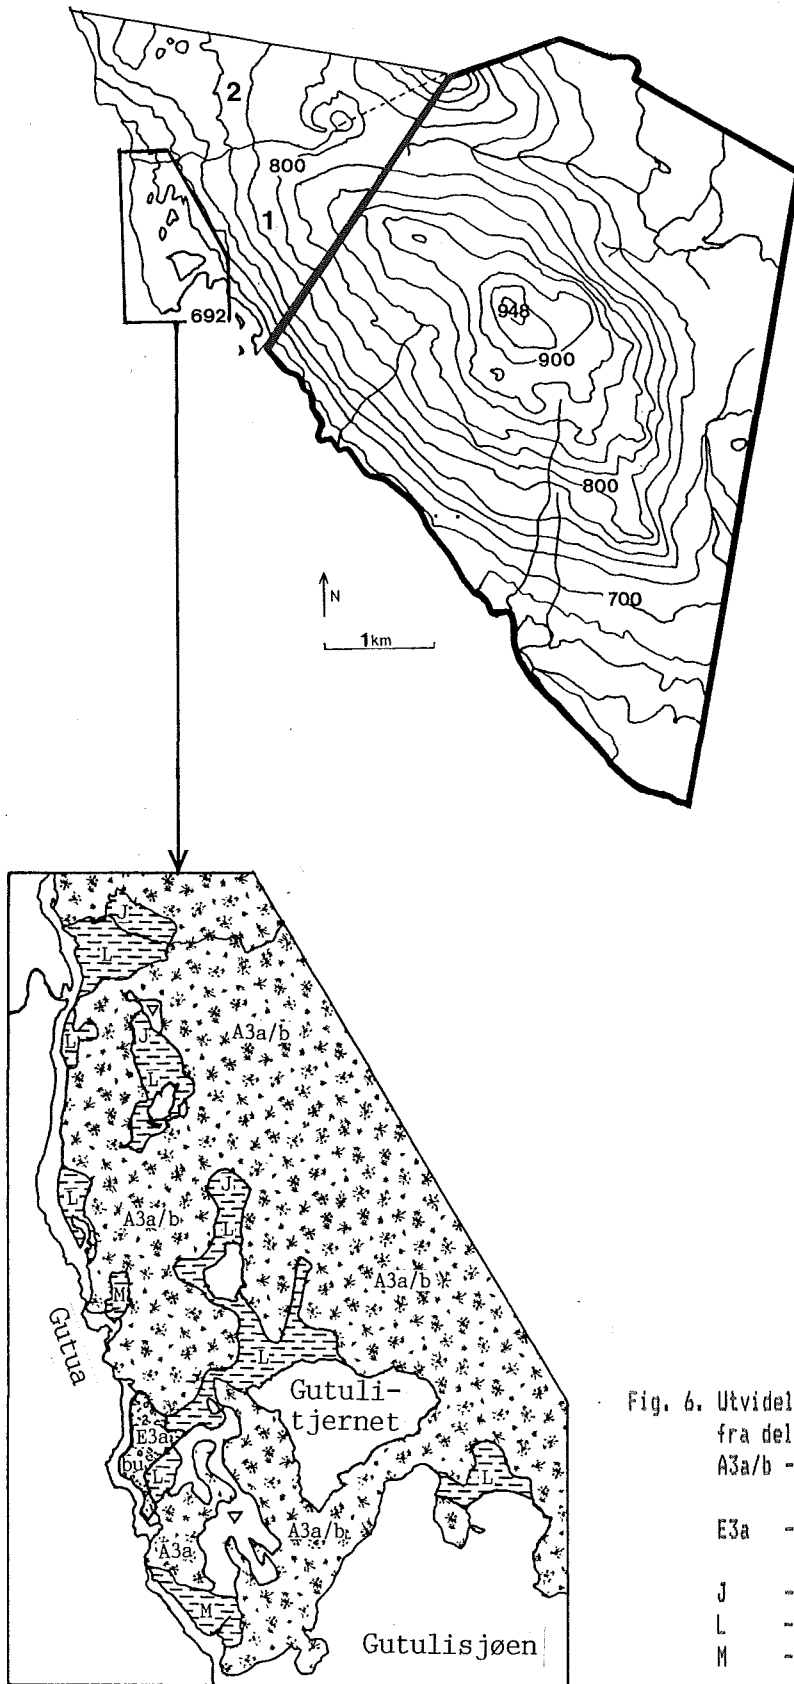 2
800
1
692
948
900
800
700
N
1km
J
L
A3a/b
J
L
L
J
L
A3a/b
L
A3a/b
M
Gutua
L
Gutuli-
tjernet
E3a
bu
L
L
A3a/b
A3a
M
Gutulisjøen
Fig. 6. Utvidel
fra del
A3a/b -
E3a -
J -
L -
M -